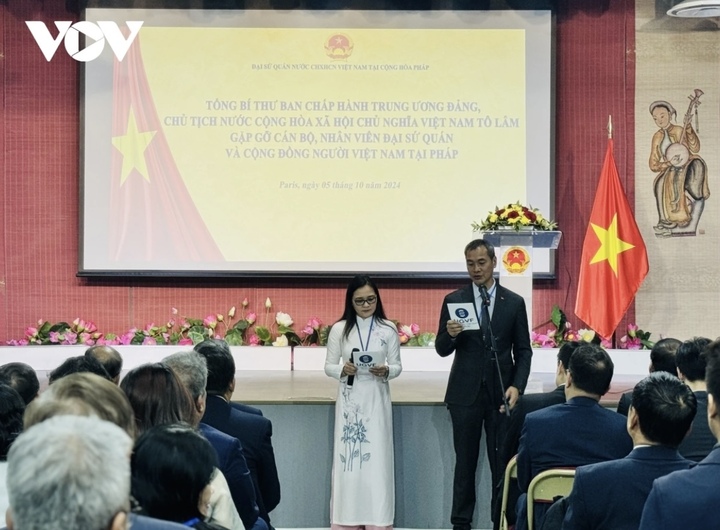 VOV
ĐẠI SỨ QUÁN NƯỚC CHXHCN VIỆT NAM TẠI CỘNG HÒA PHÁP
TỔNG BÍ THƯ BAN CHẤP HÀNH TRUNG ƯƠNG ĐẢNG,
CHỦ TỊCH NƯỚC CỘNG HÒA XÃ HỘI CHỦ NGHĨA VIỆT NAM TÔ LÂM
GẶP GỠ CÁN BỘ, NHÂN VIÊN ĐẠI SỨ QUÁN
VÀ CỘNG ĐỒNG NGƯỜI VIỆT NAM TẠI PHÁP
Paris, ngày 05 tháng 10 năm 2024
UGVF